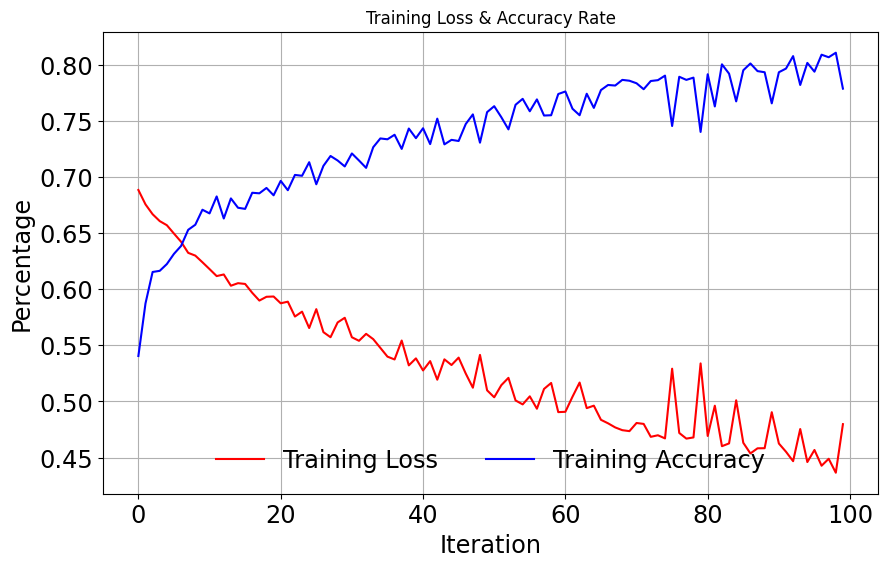 Training Loss & Accuracy Rate
Percentage
0.80
0.75
0.70
0.65
0.60
0.55
0.50
0.45
Training Loss Training Accuracy
0 20 40 60 80 100
Iteration